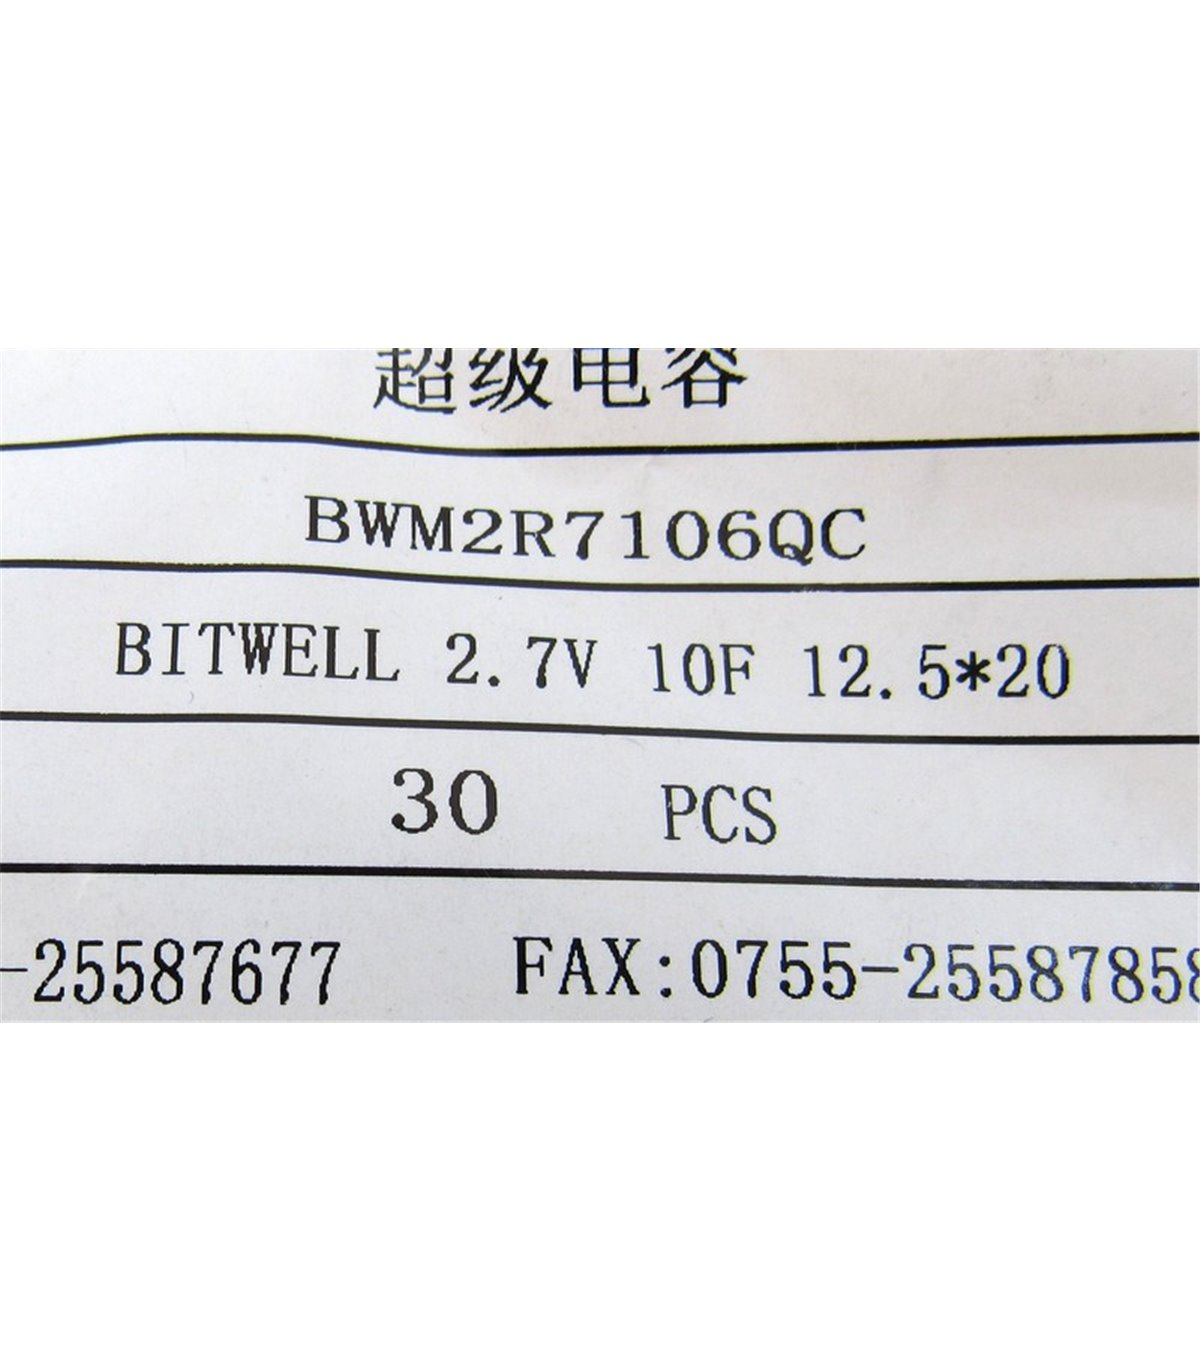 超级电容
BWM2R7106QC
BITWELL 2.7V 10F 12.5*20
30 PCS
-25587677 FAX:0755-2558785